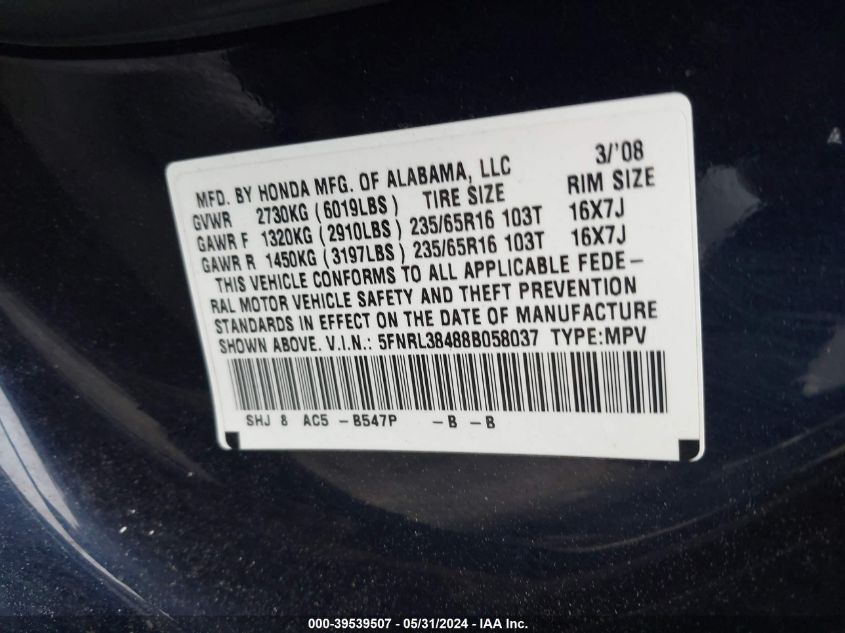 MFD. BY HONDA MFG. OF ALABAMA, LLC 3/'08
GVWR 2730KG (6019LBS) TIRE SIZE RIM SIZE
GAWR F 1320KG (2910LBS) 235/65R16 103T 16X7J
GAWR R 1450KG (3197LBS) 235/65R16 103T 16X7J
THIS VEHICLE CONFORMS TO ALL APPLICABLE FEDE-
RAL MOTOR VEHICLE SAFETY AND THEFT PREVENTION
STANDARDS IN EFFECT ON THE DATE OF MANUFACTURE
SHOWN ABOVE. V.I.N.: 5FNRL38488B058037 TYPE:MPV
SHJ 8 AC5 -B547P -B -B
000-39539507 - 05/31/2024 - IAA Inc.